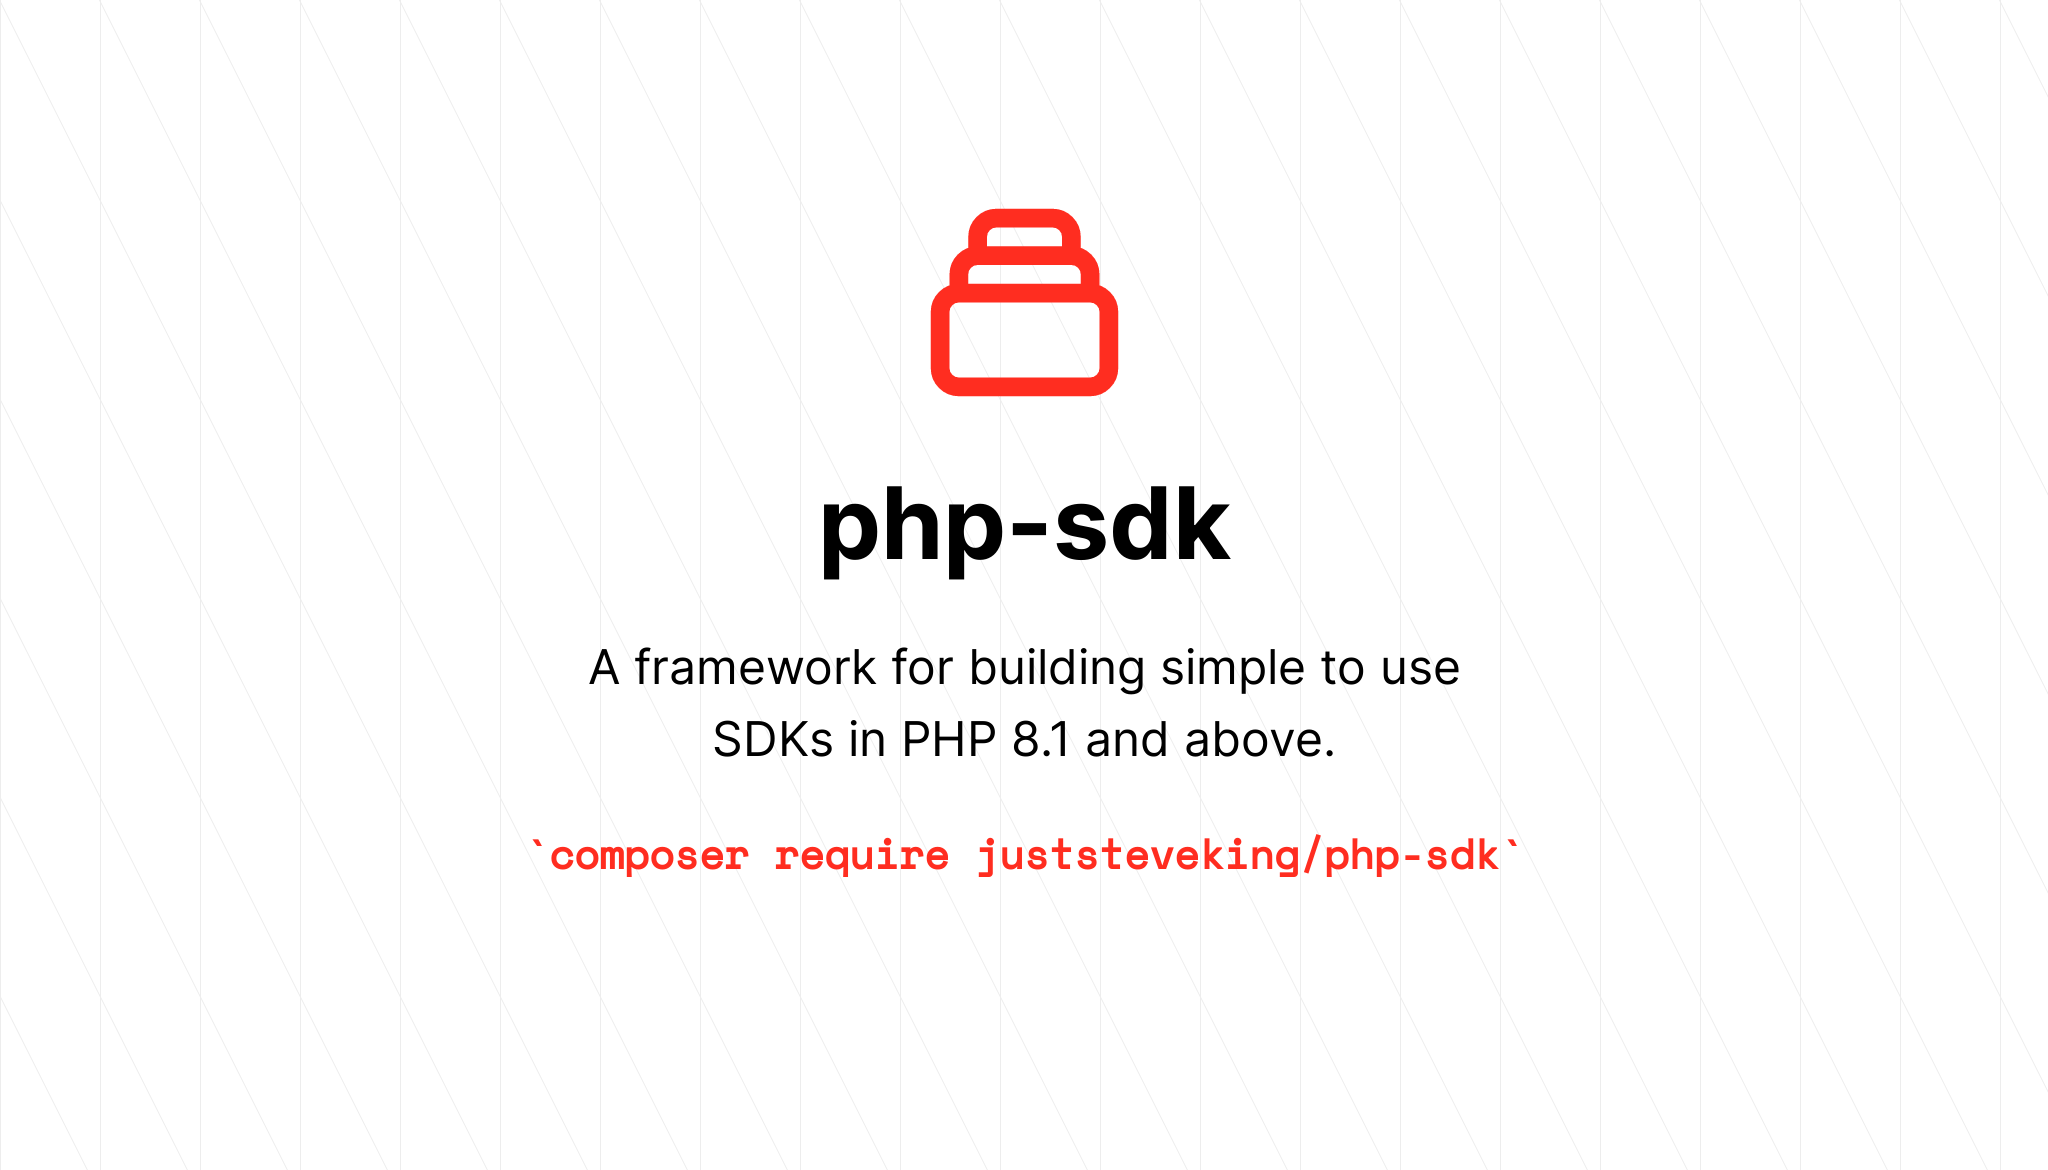 php-sdk
A framework for building simple to use
SDKs in PHP 8.1 and above.
`composer require juststeveking/php-sdk`